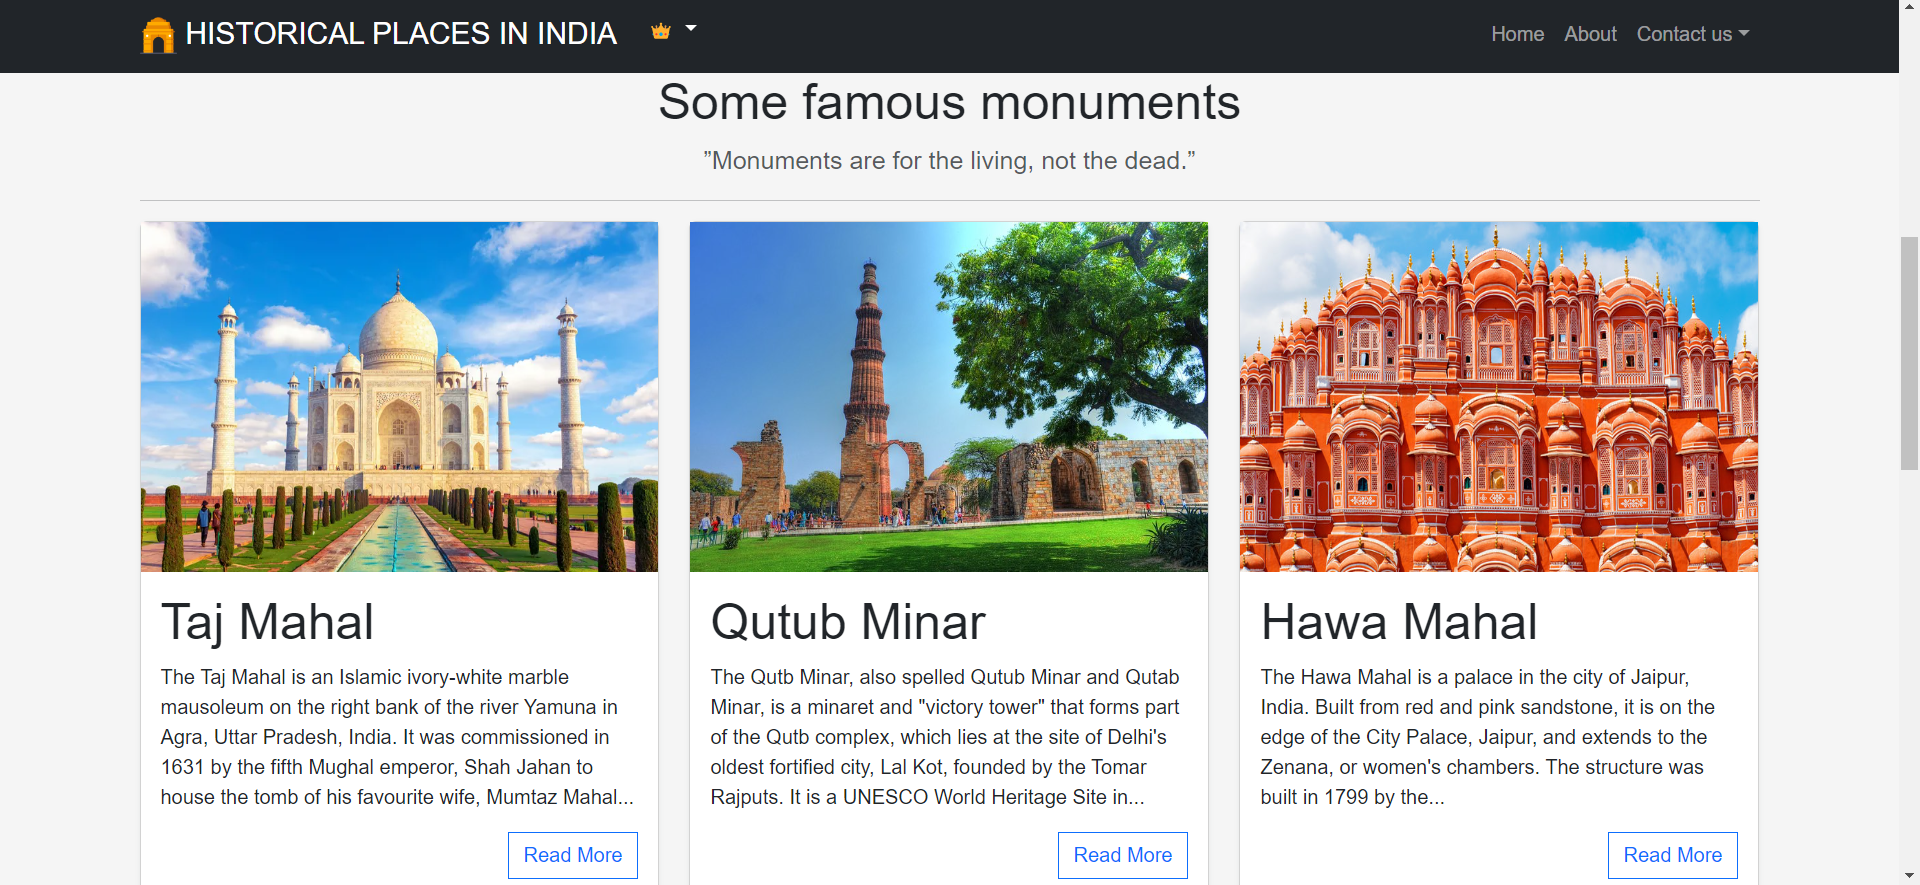 HISTORICAL PLACES IN INDIA
Home About Contact us
Some famous monuments
”Monuments are for the living, not the dead.”
Taj Mahal
The Taj Mahal is an Islamic ivory-white marble
mausoleum on the right bank of the river Yamuna in
Agra, Uttar Pradesh, India. It was commissioned in
1631 by the fifth Mughal emperor, Shah Jahan to
house the tomb of his favourite wife, Mumtaz Mahal...
Read More
Qutub Minar
The Qutb Minar, also spelled Qutub Minar and Qutab
Minar, is a minaret and "victory tower" that forms part
of the Qutb complex, which lies at the site of Delhi's
oldest fortified city, Lal Kot, founded by the Tomar
Rajputs. It is a UNESCO World Heritage Site in...
Read More
Hawa Mahal
The Hawa Mahal is a palace in the city of Jaipur,
India. Built from red and pink sandstone, it is on the
edge of the City Palace, Jaipur, and extends to the
Zenana, or women's chambers. The structure was
built in 1799 by the...
Read More